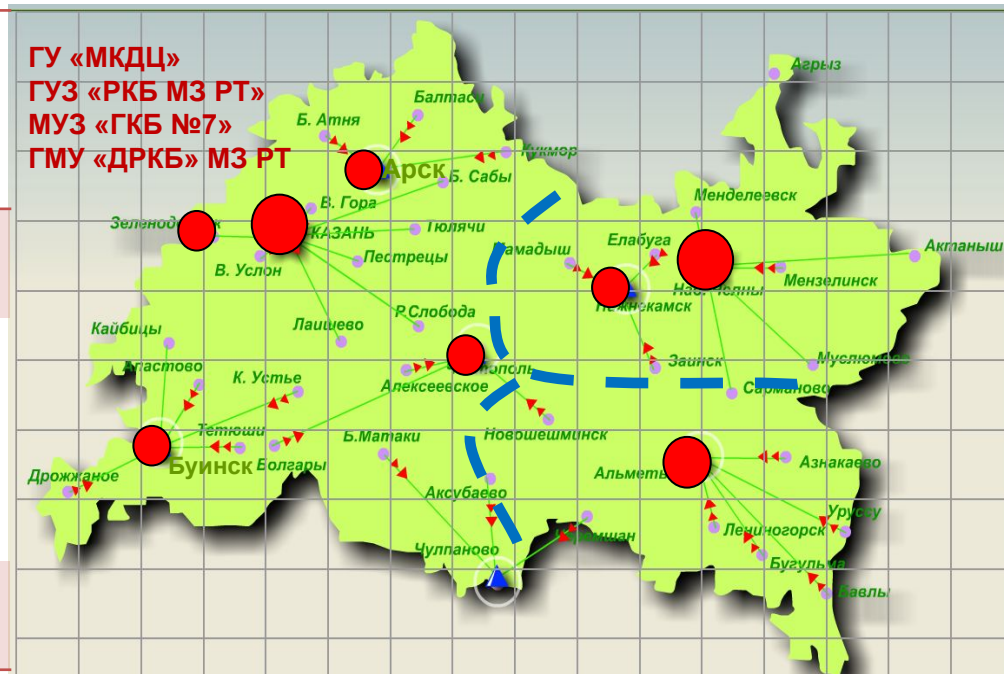 ГУ «МКДЦ»
ГУЗ «РКБ МЗ РТ»
МУЗ «ГКБ №7»
ГМУ «ДРКБ» МЗ РТ
Агрыз
Балтаси
Б. Атня
Кукмор
Арск
Б. Сабы
Менделеевск
В. Гора
КАЗАНЬ
Тюлячи
Елабуга
Актаныш
В. Услон
Пестрецы
Мензелинск
Р.Слобода
Лаишево
Кайбицы
Заинск
Муслюмово
Апастово
К. Устье
Алексеевское
Сарманово
Тетюши
Б.Матаки
Новошешминск
Буинск
Болгары
Азнакаево
Дрожжаное
Аксубаево
Уруссу
Лениногорск
Чулпаново
Бугульма
Бавлы